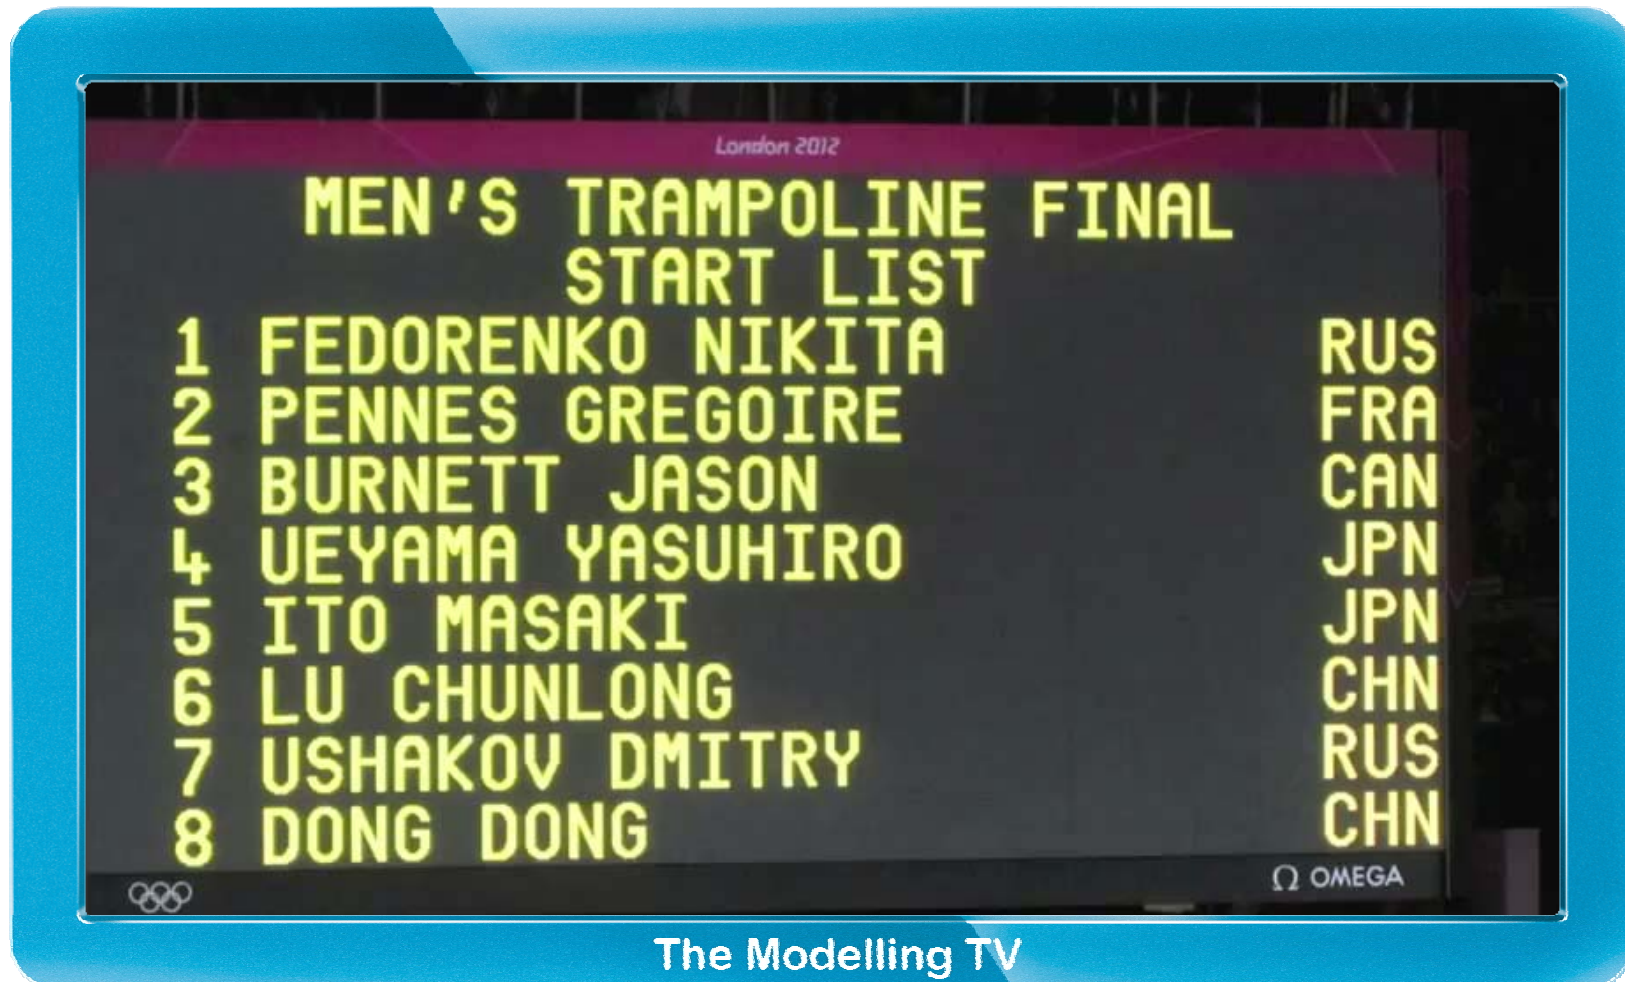 London 2012
MEN'S TRAMPOLINE FINAL
START LIST
1 FEDORENKO NIKITA RUS
2 PENNES GREGOIRE FRA
3 BURNETT JASON CAN
4 UEYAMA YASUHIRO JPN
5 ITO MASAKI JPN
6 LU CHUNLONG CHN
7 USHAKOV DMITRY RUS
8 DONG DONG CHN
Ω OMEGA
The Modelling TV